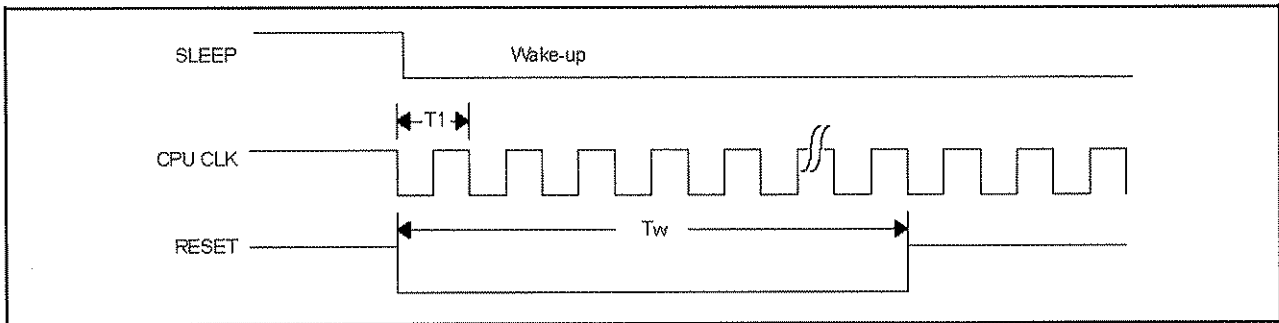 SLEEP
Wake-up
T1
CPU CLK
Tw
RESET